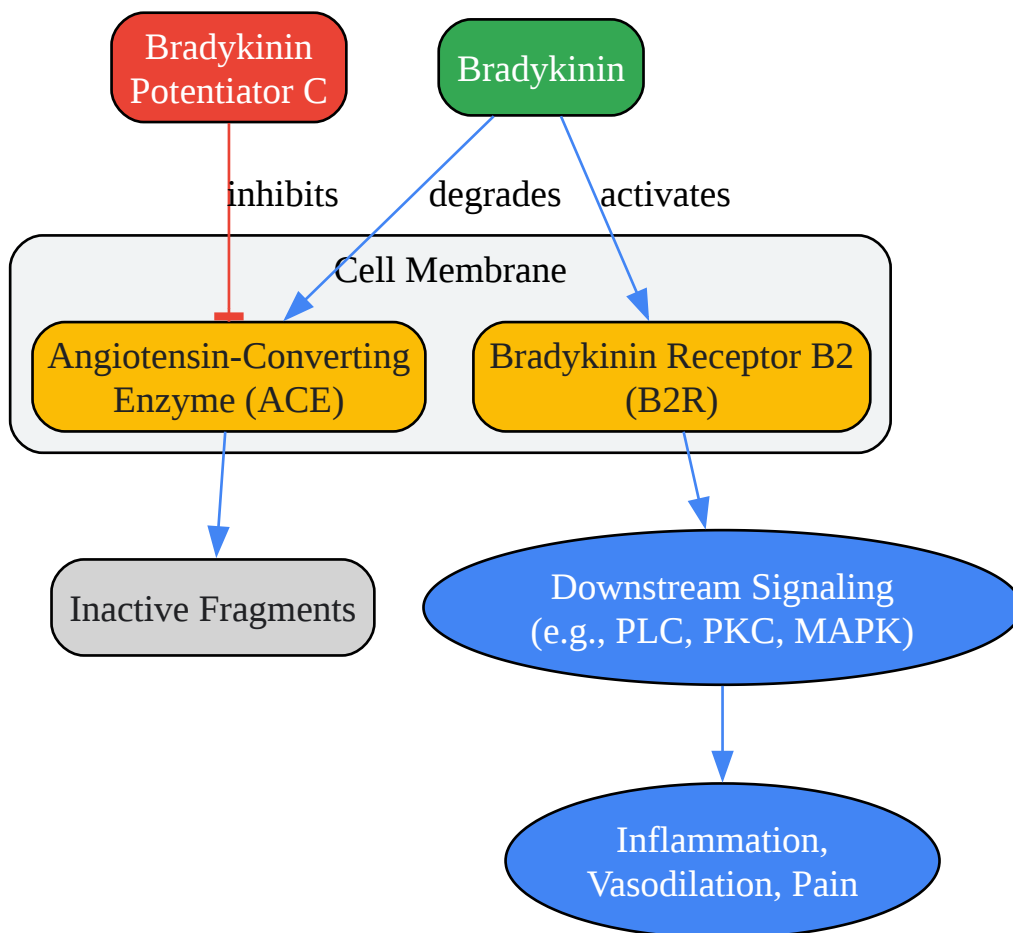 Bradykinin
Potentiator C
Bradykinin
inhibits
degrades
activates
Cell Membrane
Angiotensin-Converting
Enzyme (ACE)
Bradykinin Receptor B2
(B2R)
Inactive Fragments
Downstream Signaling
(e.g., PLC, PKC, MAPK)
Inflammation,
Vasodilation, Pain